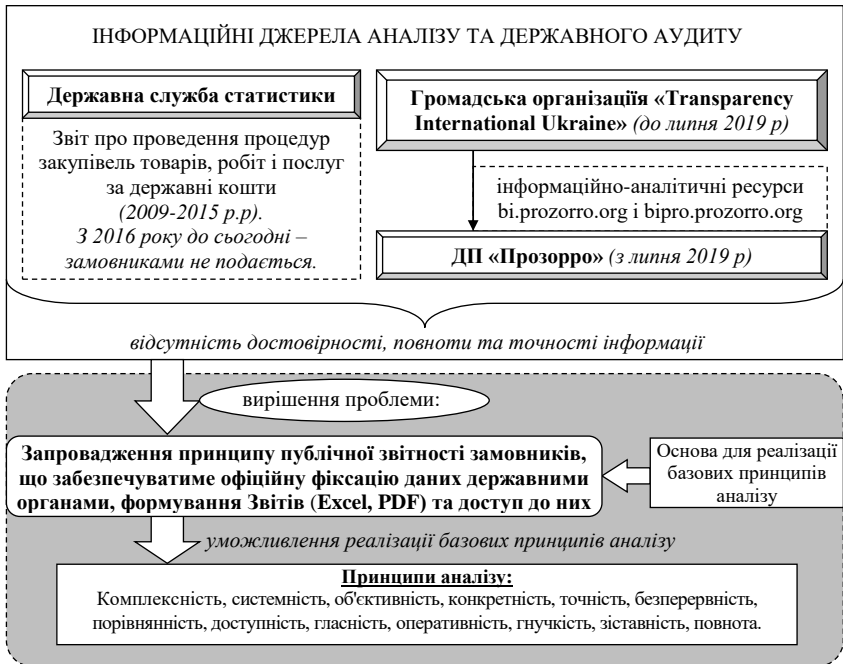 ІНФОРМАЦІЙНІ ДЖЕРЕЛА АНАЛІЗУ ТА ДЕРЖАВНОГО АУДИТУ
Державна служба статистики
Звіт про проведення процедур
закупівель товарів, робіт і послуг
за державні кошти
(2009-2015 р.р).
З 2016 року до сьогодні –
замовниками не подається.
Громадська організаціїя «Transparency
International Ukraine» (до липня 2019 р)
інформаційно-аналітичні ресурси
bi.prozorro.org і bipro.prozorro.org
ДП «Прозорро» (з липня 2019 р)
відсутність достовірності, повноти та точності інформації
вирішення проблеми:
Запровадження принципу публічної звітності замовників,
що забезпечуватиме офіційну фіксацію даних державними
органами, формування Звітів (Excel, PDF) та доступ до них
Основа для реалізації
базових принципів
аналізу
уможливлення реалізації базових принципів аналізу
Принципи аналізу:
Комплексність, системність, об'єктивність, конкретність, точність, безперервність,
порівнянність, доступність, гласність, оперативність, гнучкість, зіставність, повнота.